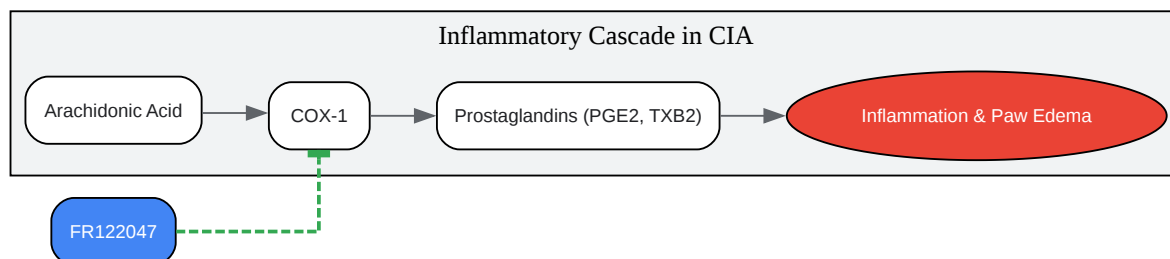 Inflammatory Cascade in CIA
Arachidonic Acid
COX-1
Prostaglandins (PGE2, TXB2)
Inflammation & Paw Edema
FR122047